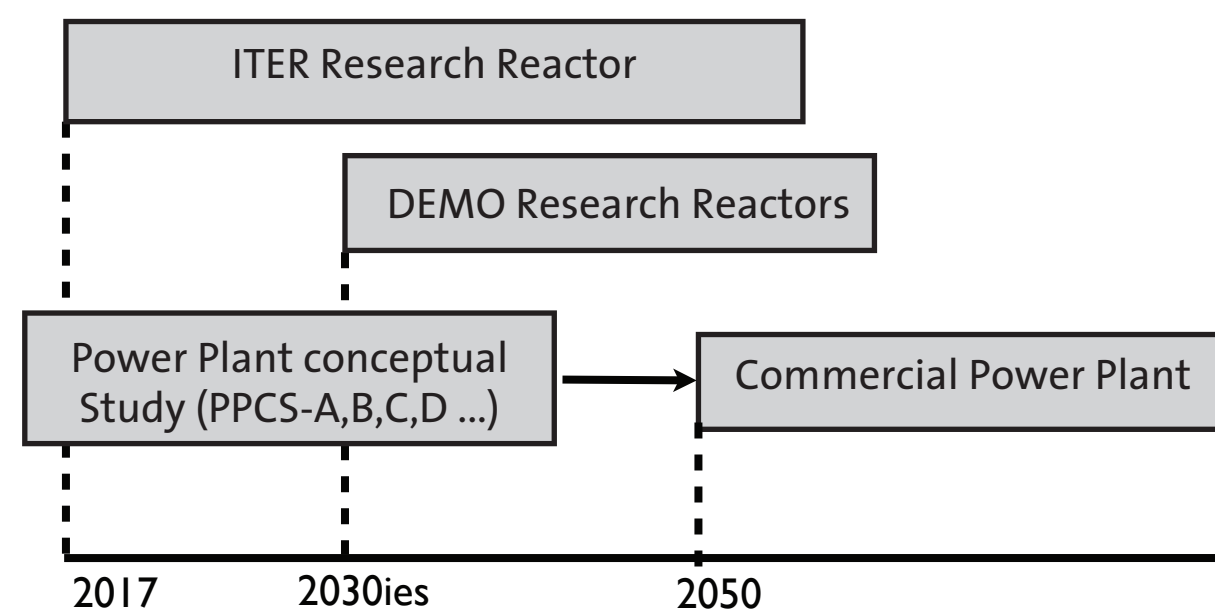 ITER Research Reactor
DEMO Research Reactors
Power Plant conceptual
Study (PPCS-A,B,C,D ...)
Commercial Power Plant
2017
2030ies
2050